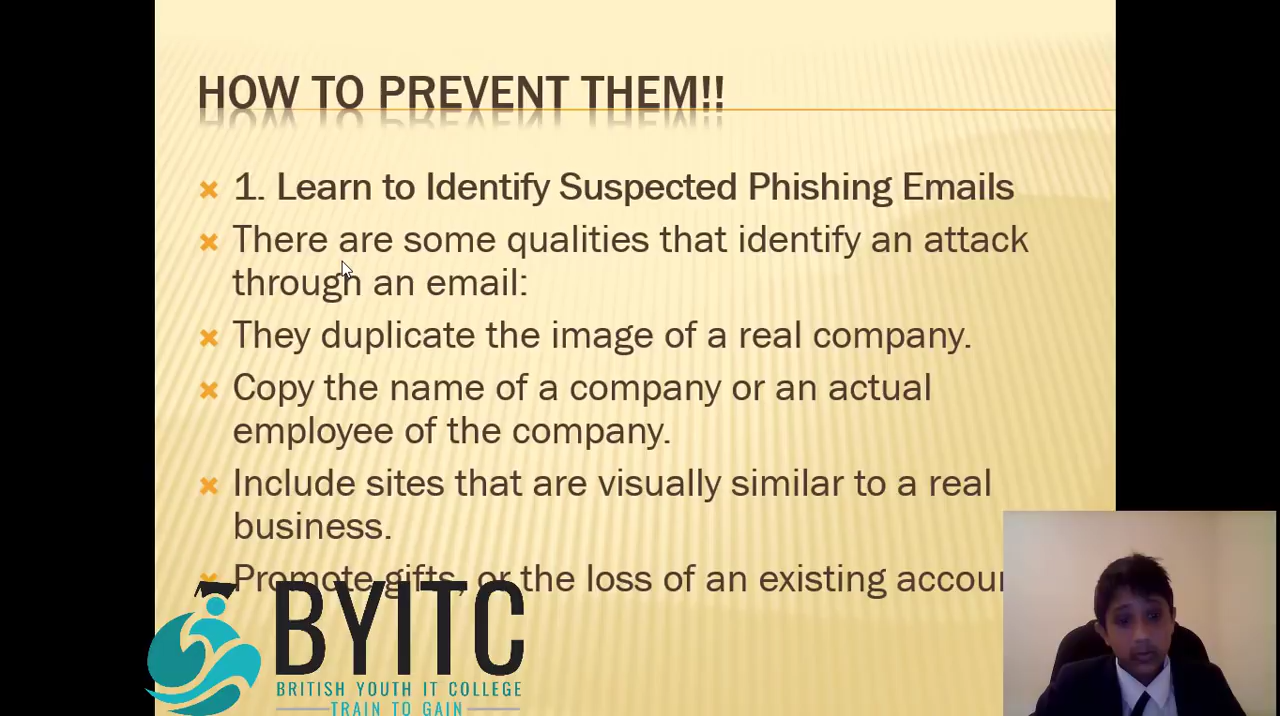 HOW TO PREVENT THEM!!
1. Learn to Identify Suspected Phishing Emails
There are some qualities that identify an attack
through an email:
They duplicate the image of a real company.
Copy the name of a company or an actual
employee of the company.
Include sites that are visually similar to a real
business.
Promote gifts, or the loss of an existing accou
BYITC
BRITISH YOUTH IT COLLEGE
TRAIN TO GAIN